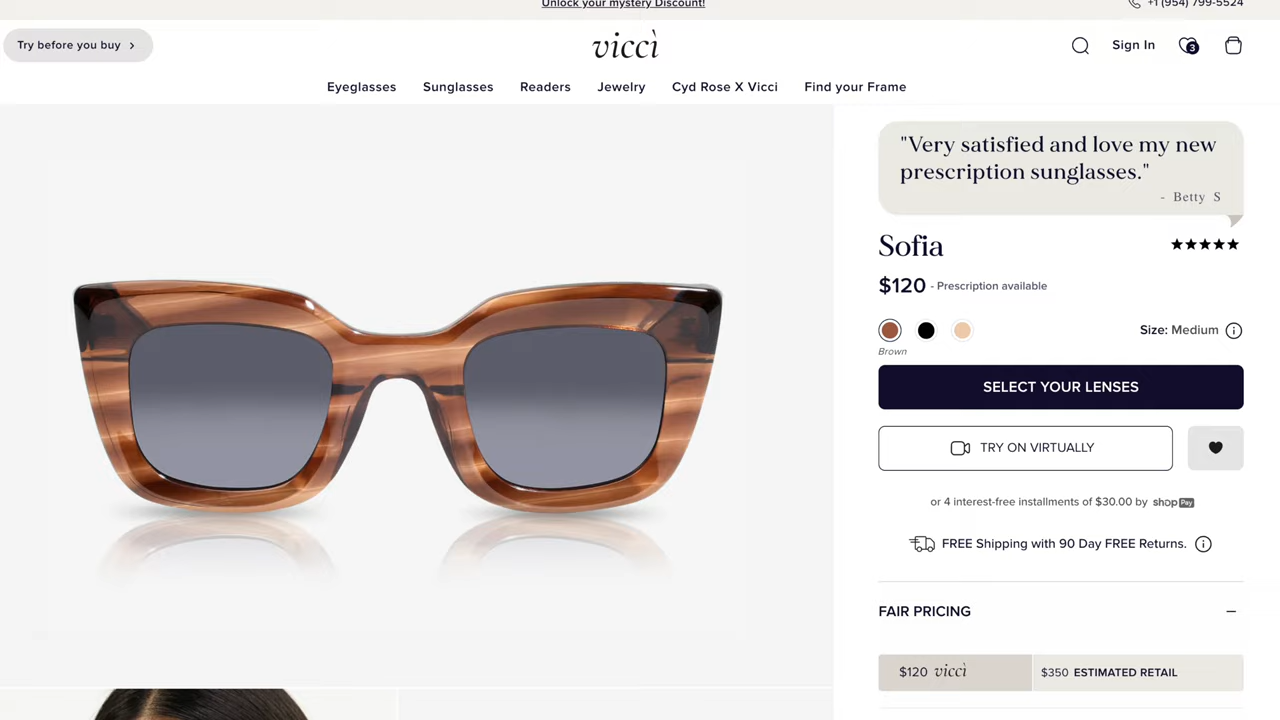 Unlock your mystery Discount!
+1 (954) 799-5524
Try before you buy >
viccì
Sign In
3
Eyeglasses Sunglasses Readers Jewelry Cyd Rose X Vicci Find your Frame
"Very satisfied and love my new
prescription sunglasses."
- Betty S
Sofia
$120 - Prescription available
Size: Medium
Brown
SELECT YOUR LENSES
TRY ON VIRTUALLY
or 4 interest-free installments of $30.00 by shop Pay
FREE Shipping with 90 Day FREE Returns.
FAIR PRICING
$120 viccì $350 ESTIMATED RETAIL